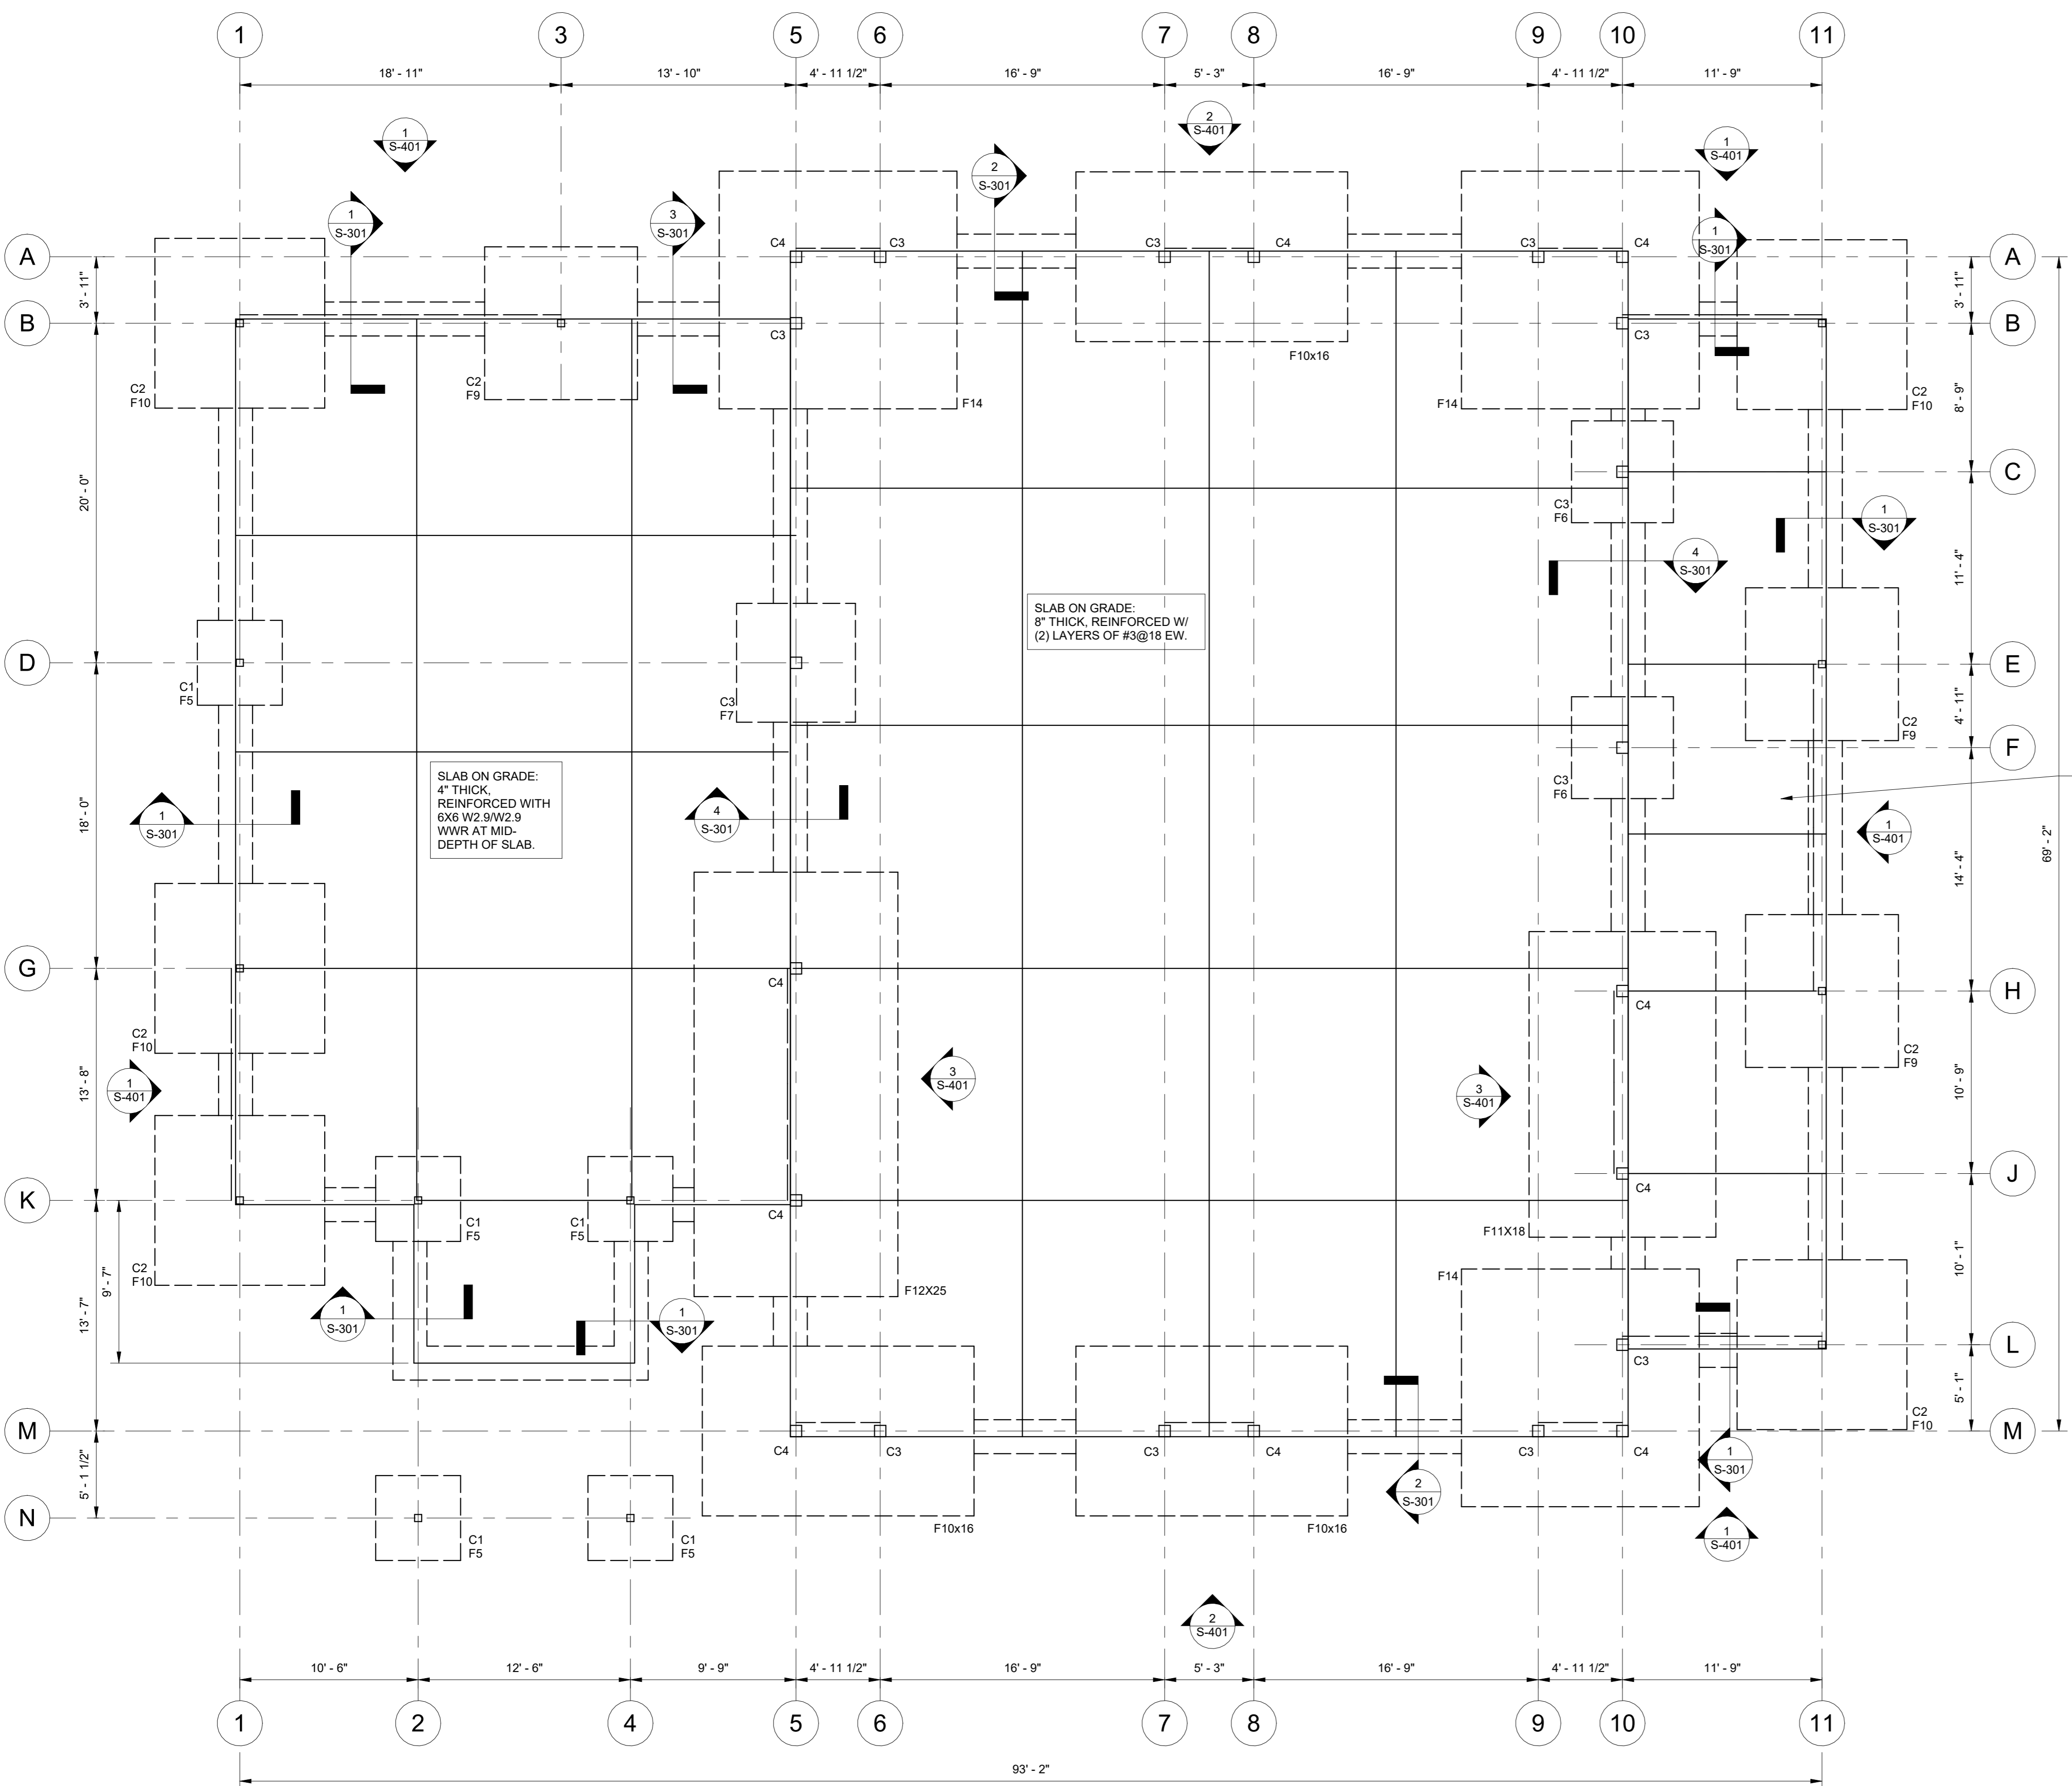 1
3
5
6
7
8
9
10
11
18' - 11"
13' - 10"
4' - 11 1/2"
16' - 9"
5' - 3"
16' - 9"
4' - 11 1/2"
11' - 9"
1
S-401
2
S-401
1
S-401
2
S-301
1
S-301
3
S-301
1
S-301
A
C4
C3
C3
C4
C3
C4
A
3' - 11"
3' - 11"
B
C3
C3
B
F10x16
C2
F10
C2
F9
F14
F14
C2
F10
8' - 9"
C
20' - 0"
C3
F6
1
S-301
4
S-301
11' - 4"
SLAB ON GRADE:
8" THICK, REINFORCED W/
(2) LAYERS OF #3@18 EW.
D
E
C1
F5
C3
F7
4' - 11"
C2
F9
F
SLAB ON GRADE:
4" THICK,
REINFORCED WITH
6X6 W2.9/W2.9
WWR AT MID-
DEPTH OF SLAB.
C3
F6
18' - 0"
1
S-301
4
S-301
1
S-401
69' - 2"
14' - 4"
G
C4
H
C4
C2
F10
C2
F9
13' - 8"
1
S-401
3
S-401
3
S-401
10' - 9"
J
C4
K
C4
C1
F5
C1
F5
F11X18
C2
F10
9' - 7"
F14
F12X25
10' - 1"
13' - 7"
1
S-301
1
S-301
L
C3
5' - 1"
C2
F10
M
C4
C3
C3
C4
C3
C4
M
5' - 1 1/2"
1
S-301
2
S-301
N
F10x16
F10x16
C1
F5
C1
F5
1
S-401
2
S-401
10' - 6"
12' - 6"
9' - 9"
4' - 11 1/2"
16' - 9"
5' - 3"
16' - 9"
4' - 11 1/2"
11' - 9"
1
2
4
5
6
7
8
9
10
11
93' - 2"